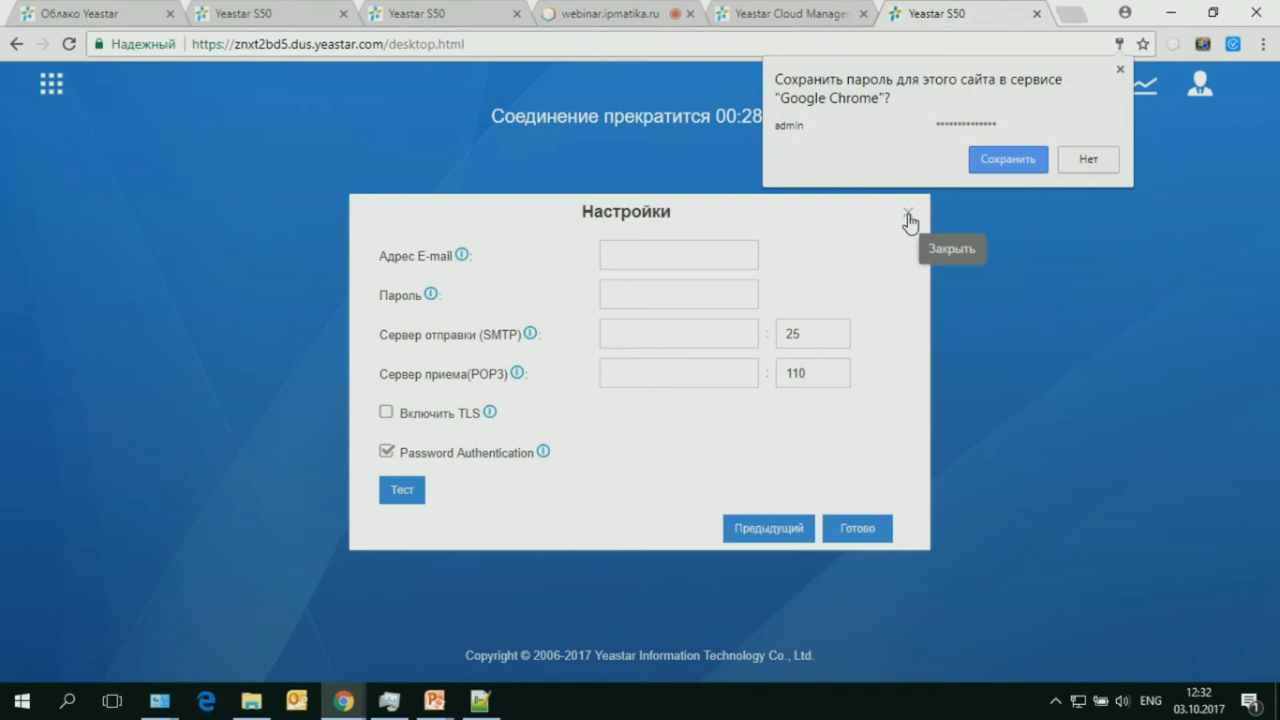 Облако Yeastar
Yeastar S50
Yeastar S50
webinar.ipmatika.ru
Yeastar Cloud Manager
Yeastar S50
Надежный
https://znxt2bd5.dus.yeastar.com/desktop.html
Сохранить пароль для этого сайта в сервисе
"Google Chrome"?
admin **************
Сохранить Нет
Соединение прекратится 00:28
Настройки
Закрыть
Адрес E-mail :
Пароль :
Сервер отправки (SMTP) : : 25
Сервер приема(POP3) : : 110
Включить TLS
Password Authentication
Тест
Предыдущий Готово
Copyright © 2006-2017 Yeastar Information Technology Co., Ltd.
ENG
12:32
03.10.2017
1